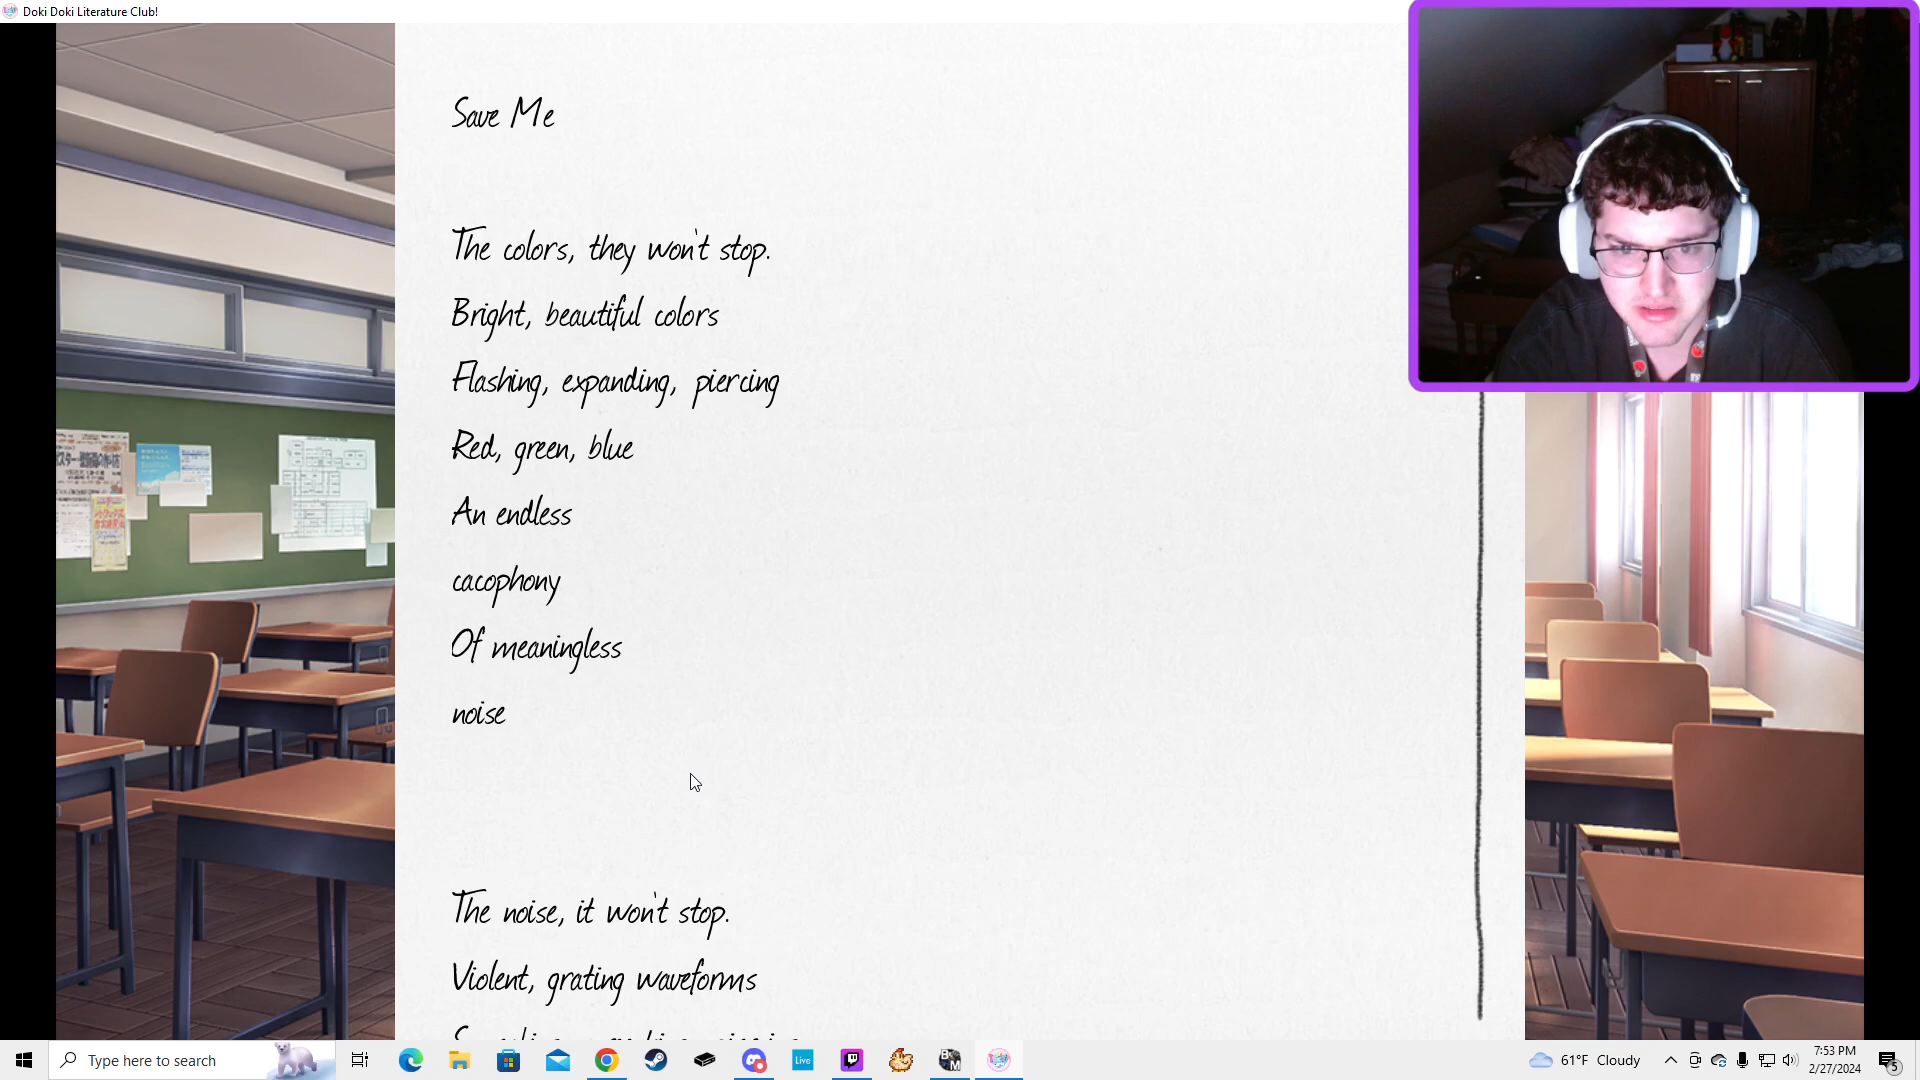 Doki Doki Literature Club!
Save Me
The colors, they won't stop.
Bright, beautiful colors
Flashing, expanding, piercing
Red, green, blue
An endless
cacophony
Of meaningless
noise
The noise, it won't stop.
Violent, grating waveforms
Type here to search
Live
61°F Cloudy
7:53 PM
2/27/2024
5